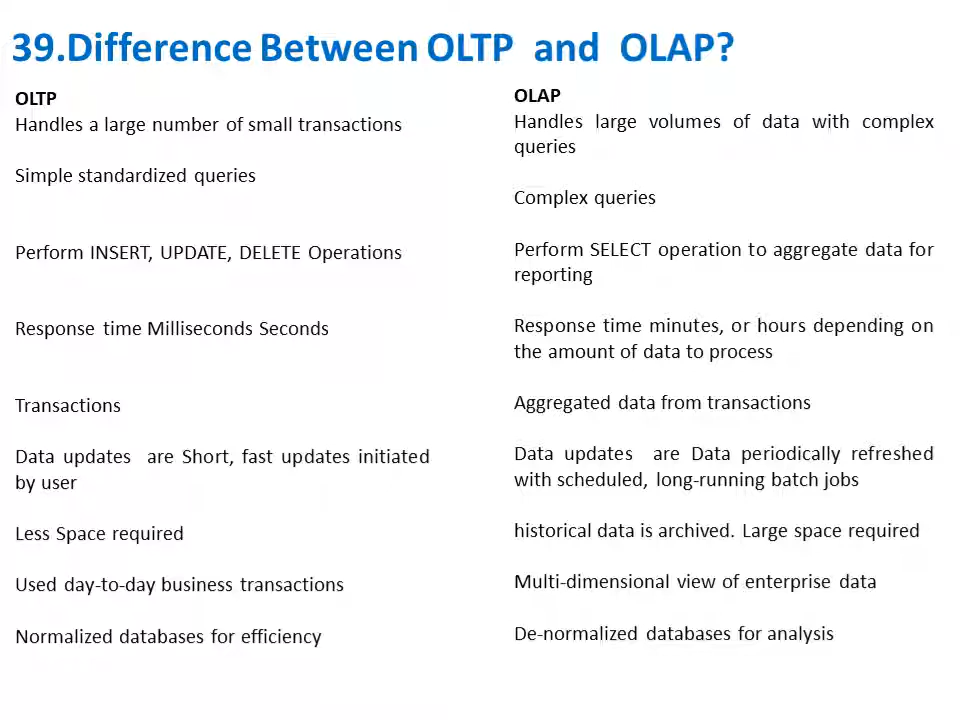 39.Difference Between OLTP and OLAP?
OLTP
Handles a large number of small transactions
Simple standardized queries
Perform INSERT, UPDATE, DELETE Operations
Response time Milliseconds Seconds
Transactions
Data updates are Short, fast updates initiated
by user
Less Space required
Used day-to-day business transactions
Normalized databases for efficiency
OLAP
Handles large volumes of data with complex
queries
Complex queries
Perform SELECT operation to aggregate data for
reporting
Response time minutes, or hours depending on
the amount of data to process
Aggregated data from transactions
Data updates are Data periodically refreshed
with scheduled, long-running batch jobs
historical data is archived. Large space required
Multi-dimensional view of enterprise data
De-normalized databases for analysis